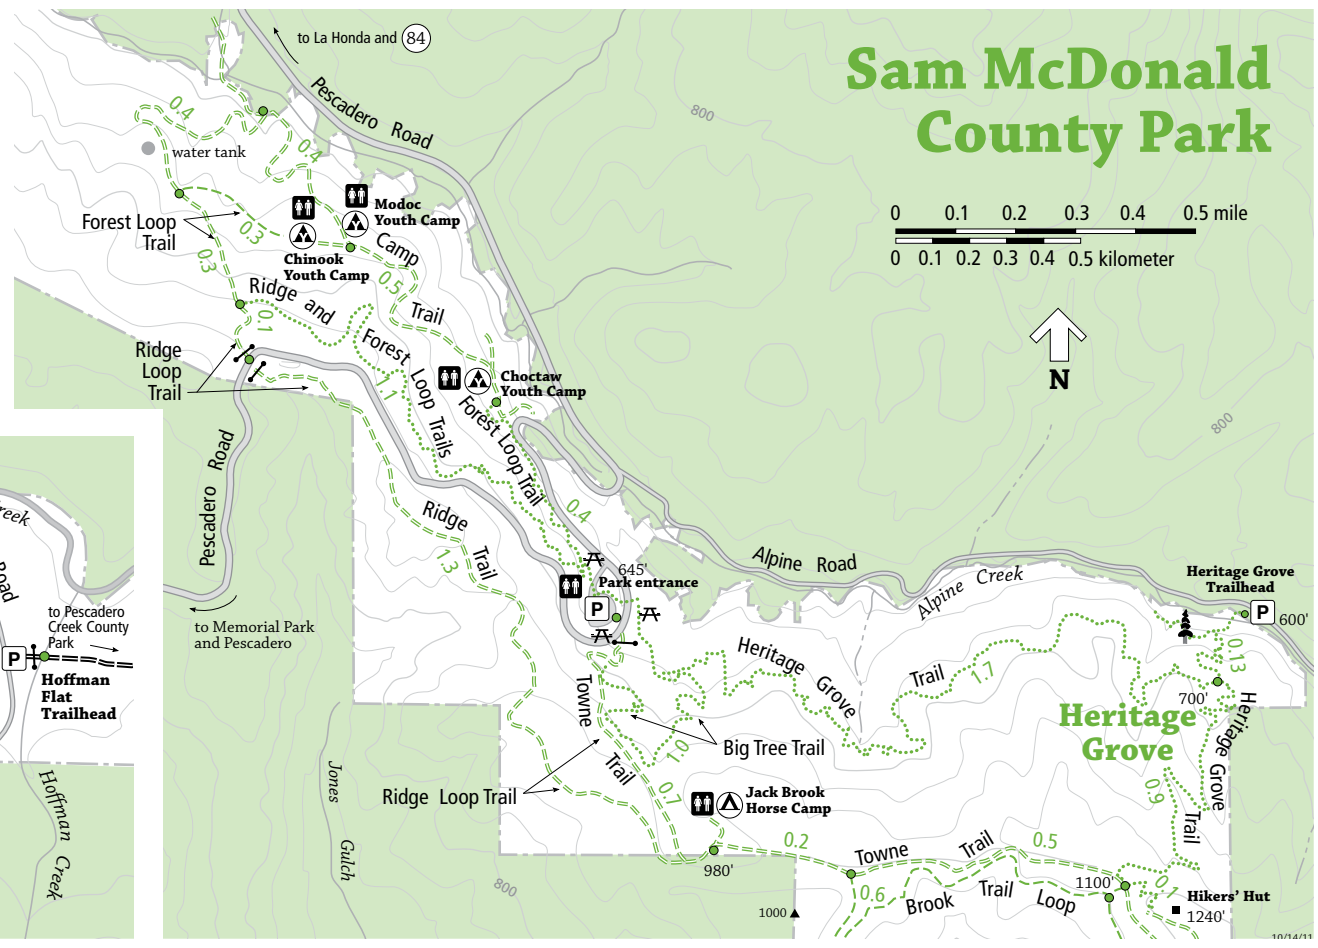 to La Honda and 84
Sam McDonald
County Park
Pescadero Road
800
0.4
water tank
0.4
Modoc
Youth Camp
Forest Loop
Trail
0.3
Chinook
Youth Camp
Camp
Trail
0.5
0.3
0 0.1 0.2 0.3 0.4 0.5 mile
0 0.1 0.2 0.3 0.4 0.5 kilometer
N
Ridge and
Forest
Loop Trails
0.1
1.1
Ridge
Loop
Trail
Choctaw
Youth Camp
Forest Loop Trail
0.4
800
Pescadero Road
Ridge
Trail
1.3
reek
Road
to Pescadero
Creek County
Park
P
Hoffman
Flat
Trailhead
Hoffman Creek
to Memorial Park
and Pescadero
645'
Park entrance
P
Alpine Road
Alpine Creek
Heritage Grove
Trailhead
P
600'
0.13
700'
Heritage
Grove
Trail
1.7
Heritage
Grove
Heritage Grove
Trail
0.9
Towne
Trail
Big Tree Trail
1.0
0.7
Ridge Loop Trail
Jones
Gulch
Jack Brook
Horse Camp
980'
0.2
Towne
Trail
0.5
0.6
Brook
Trail
Loop
1100'
0.1
Hikers' Hut
1240'
800
1000
10/14/11